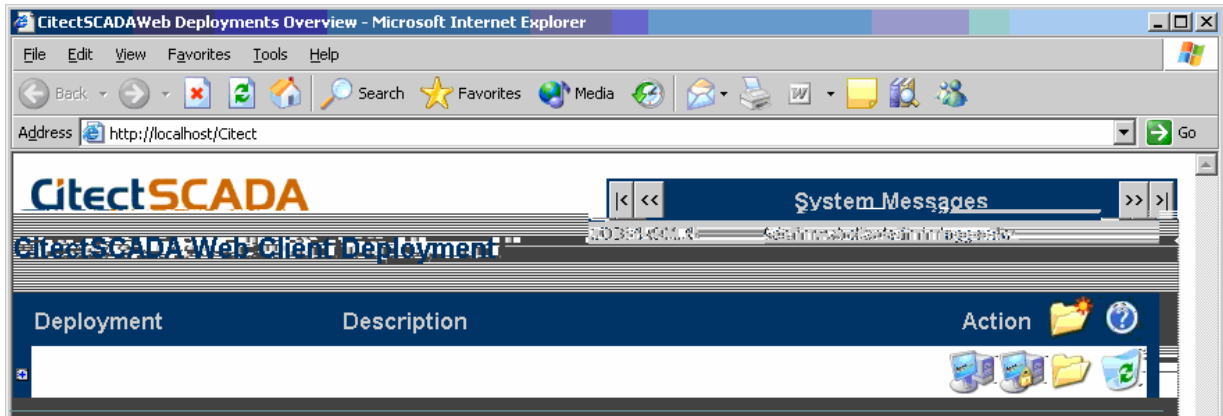 CitectSCADAWeb Deployments Overview - Microsoft Internet Explorer
File Edit View Favorites Tools Help
Back Search Favorites Media
Address http://localhost/Citect Go
CitectSCADA
|< << System Messages >> >|
CitectSCADA Web Client Deployment
Deployment Description Action